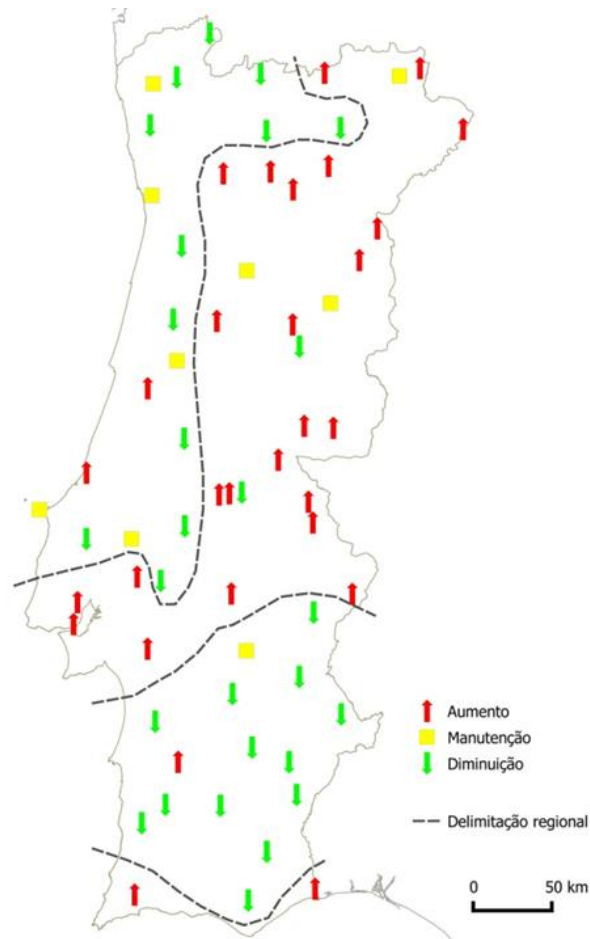 Aumento
Manutenção
Diminuição
Delimitação regional
0 50 km